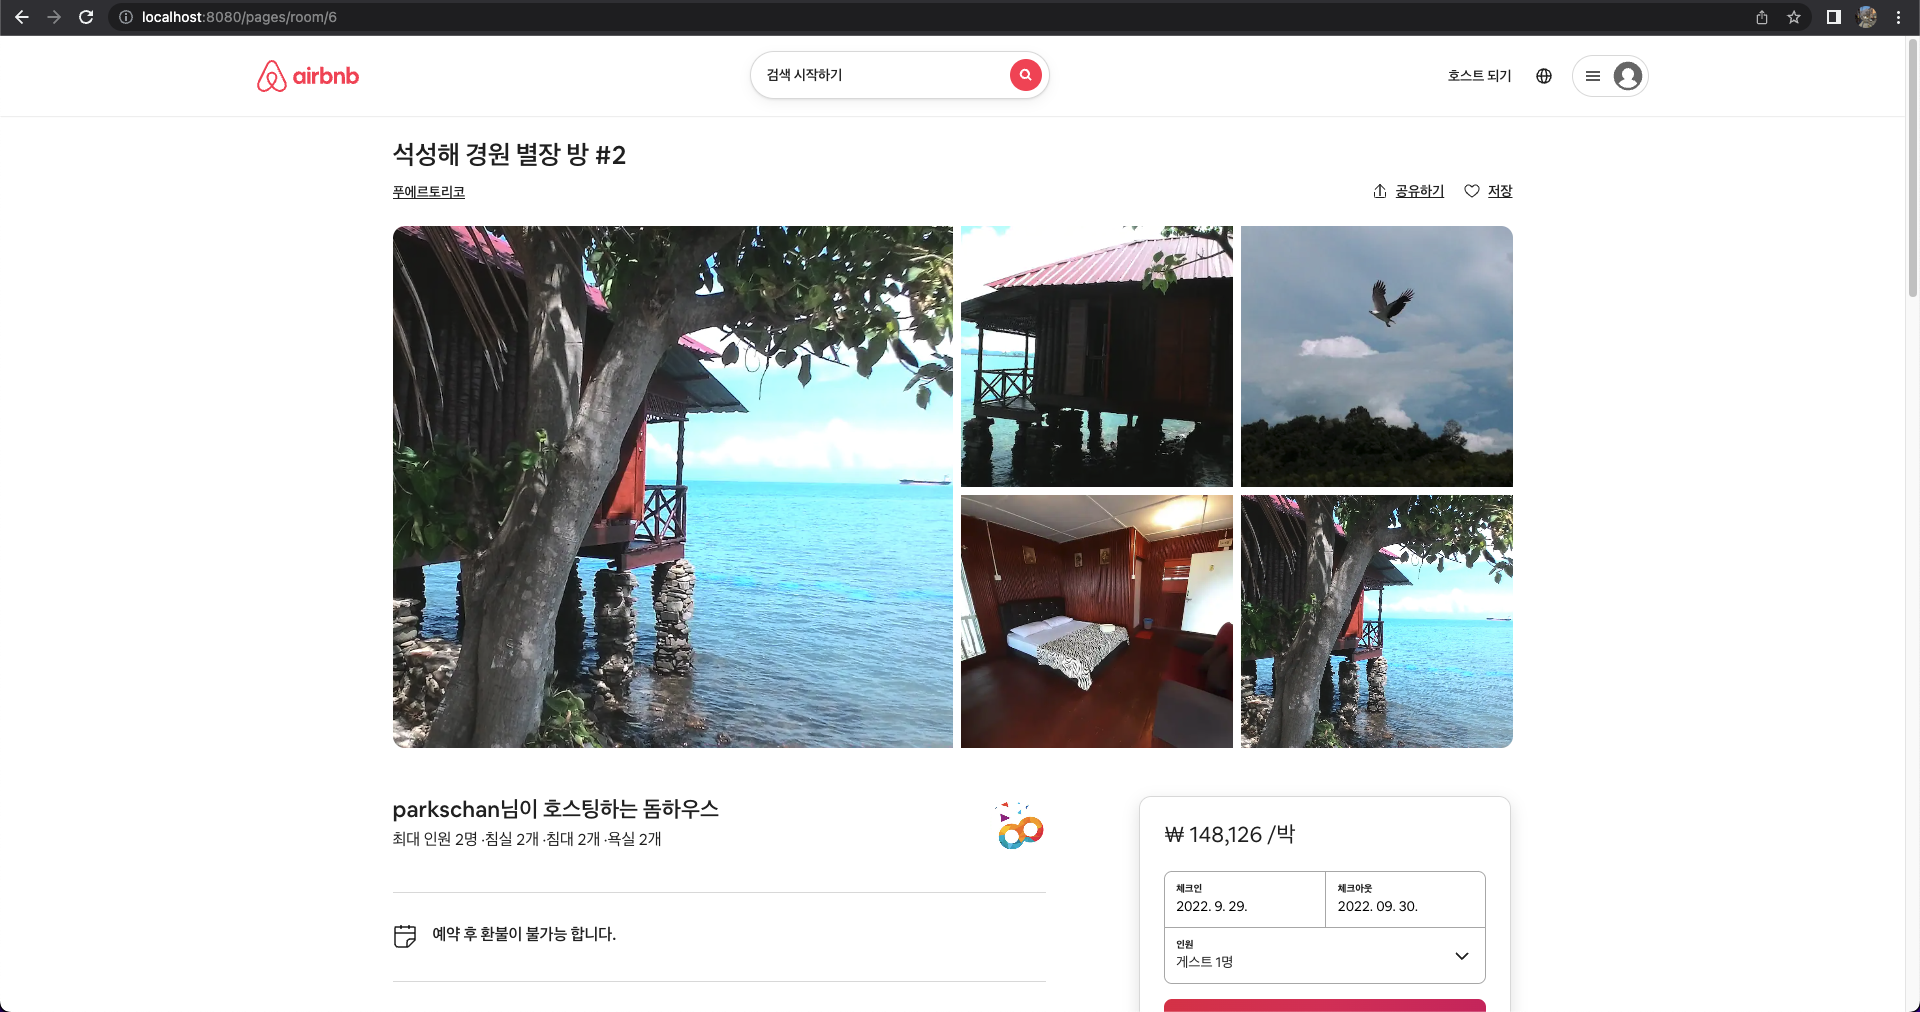 localhost:8080/pages/room/6
airbnb
검색 시작하기
호스트 되기
석성해 경원 별장 방 #2
푸에르토리코
공유하기
저장
parkschan님이 호스팅하는 돔하우스
최대 인원 2명 ·침실 2개 ·침대 2개 ·욕실 2개
예약 후 환불이 불가능 합니다.
₩ 148,126 /박
체크인
2022. 9. 29.
체크아웃
2022. 09. 30.
인원
게스트 1명